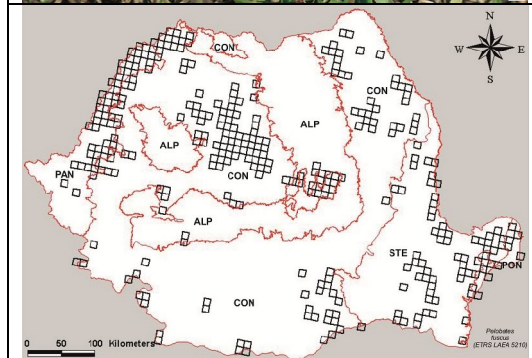 N
W E
S
CON
CON
ALP
ALP
PAN
CON
ALP
STE
PON
CON
Pelobates
fuscus
(ETRS LAEA 5210)
0 50 100 Kilometers